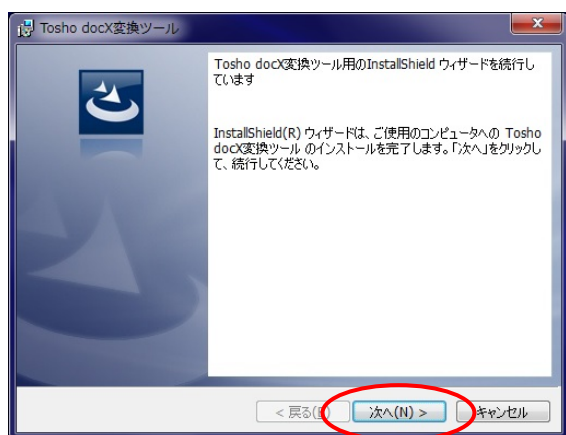 Tosho docX変換ツール
Tosho docX変換ツール用のInstallShield ウィザードを続行し
ています
InstallShield(R) ウィザードは、ご使用のコンピュータへの Tosho
docX変換ツール のインストールを完了します。「次へ」をクリックし
て、続行してください。
< 戻る( 次へ(N) > キャンセル